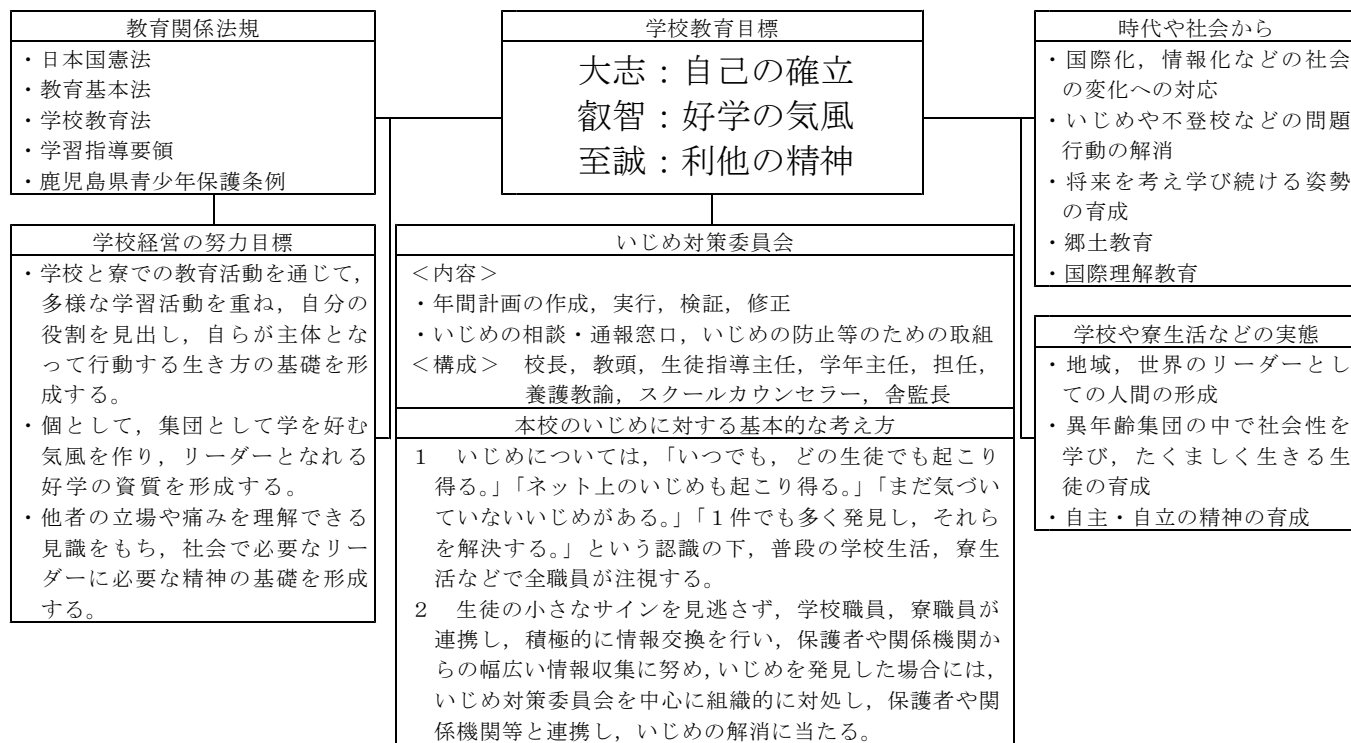 教育関係法規
・日本国憲法
・教育基本法
・学校教育法
・学習指導要領
・鹿児島県青少年保護条例
学校教育目標
大志：自己の確立
叡智：好学の気風
至誠：利他の精神
時代や社会から
・国際化，情報化などの社会
の変化への対応
・いじめや不登校などの問題
行動の解消
・将来を考え学び続ける姿勢
の育成
・郷土教育
・国際理解教育
学校経営の努力目標
・学校と寮での教育活動を通じて，
多様な学習活動を重ね，自分の
役割を見出し，自らが主体とな
って行動する生き方の基礎を形
成する。
・個として，集団として学を好む
気風を作り，リーダーとなれる
好学の資質を形成する。
・他者の立場や痛みを理解できる
見識をもち，社会で必要なリー
ダーに必要な精神の基礎を形成
する。
いじめ対策委員会
＜内容＞
・年間計画の作成，実行，検証，修正
・いじめの相談・通報窓口，いじめの防止等のための取組
＜構成＞　校長，教頭，生徒指導主任，学年主任，担任，
養護教諭，スクールカウンセラー，舎監長
本校のいじめに対する基本的な考え方
１　いじめについては，「いつでも，どの生徒でも起こり
得る。」「ネット上のいじめも起こり得る。」「まだ気づい
ていないいじめがある。」「１件でも多く発見し，それら
を解決する。」という認識の下，普段の学校生活，寮生
活などで全職員が注視する。
２　生徒の小さなサインを見逃さず，学校職員，寮職員が
連携し，積極的に情報交換を行い，保護者や関係機関か
らの幅広い情報収集に努め，いじめを発見した場合には，
いじめ対策委員会を中心に組織的に対処し，保護者や関
係機関等と連携し，いじめの解消に当たる。
学校や寮生活などの実態
・地域，世界のリーダーとし
ての人間の形成
・異年齢集団の中で社会性を
学び，たくましく生きる生
徒の育成
・自主・自立の精神の育成